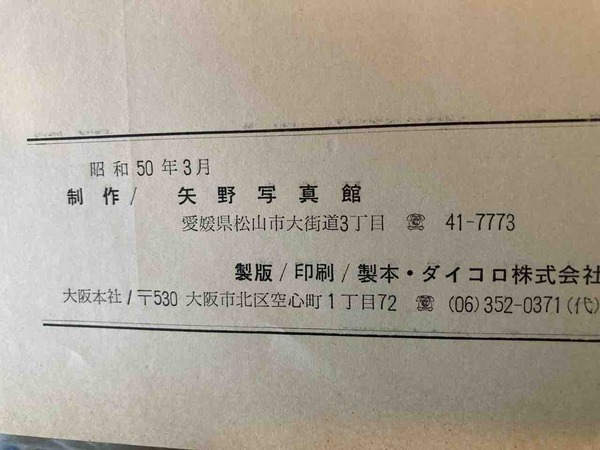 昭和50年3月
制作/ 矢野写真館
愛媛県松山市大街道3丁目 ☎ 41-7773
製版/印刷/製本・ダイコロ株式会社
大阪本社/〒530 大阪市北区空心町1丁目72 ☎ (06)352-0371(代)